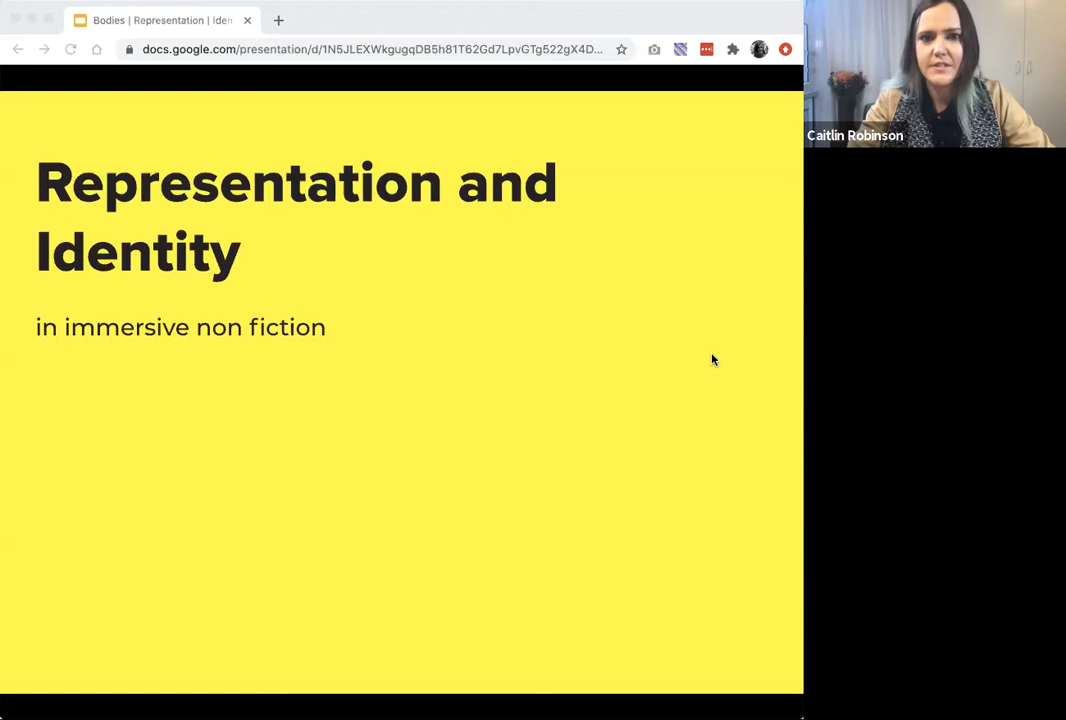 Bodies | Representation | Iden
docs.google.com/presentation/d/1N5JLEXWkgugqDB5h81T62Gd7LpvGTg522gX4D...
Caitlin Robinson
Representation and
Identity
in immersive non fiction